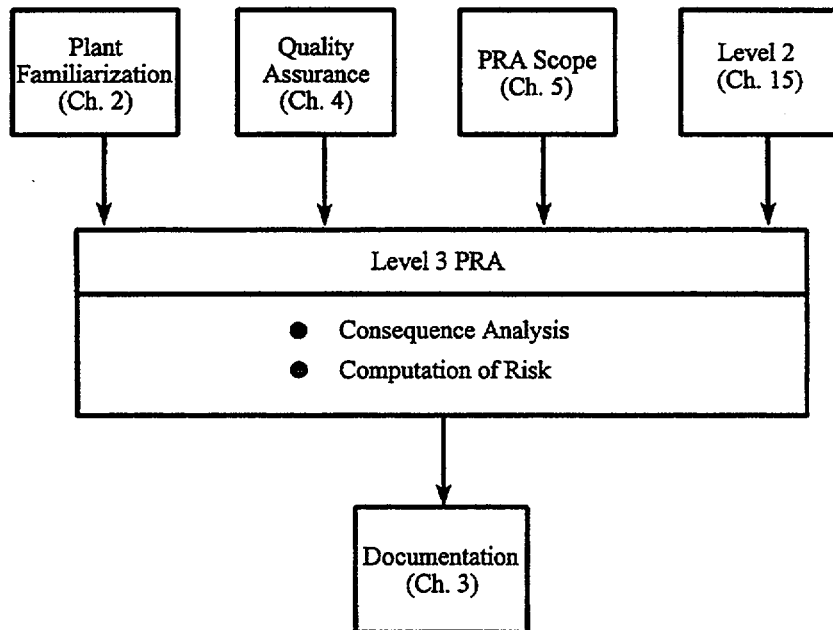 Plant
Familiarization
(Ch. 2)
Quality
Assurance
(Ch. 4)
PRA Scope
(Ch. 5)
Level 2
(Ch. 15)
Level 3 PRA
● Consequence Analysis
● Computation of Risk
Documentation
(Ch. 3)